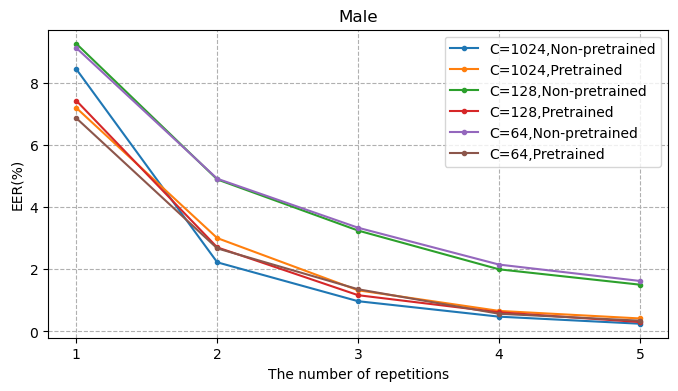 Male
EER(%)
8
6
4
2
0
C=1024,Non-pretrained
C=1024,Pretrained
C=128,Non-pretrained
C=128,Pretrained
C=64,Non-pretrained
C=64,Pretrained
1 2 3 4 5
The number of repetitions